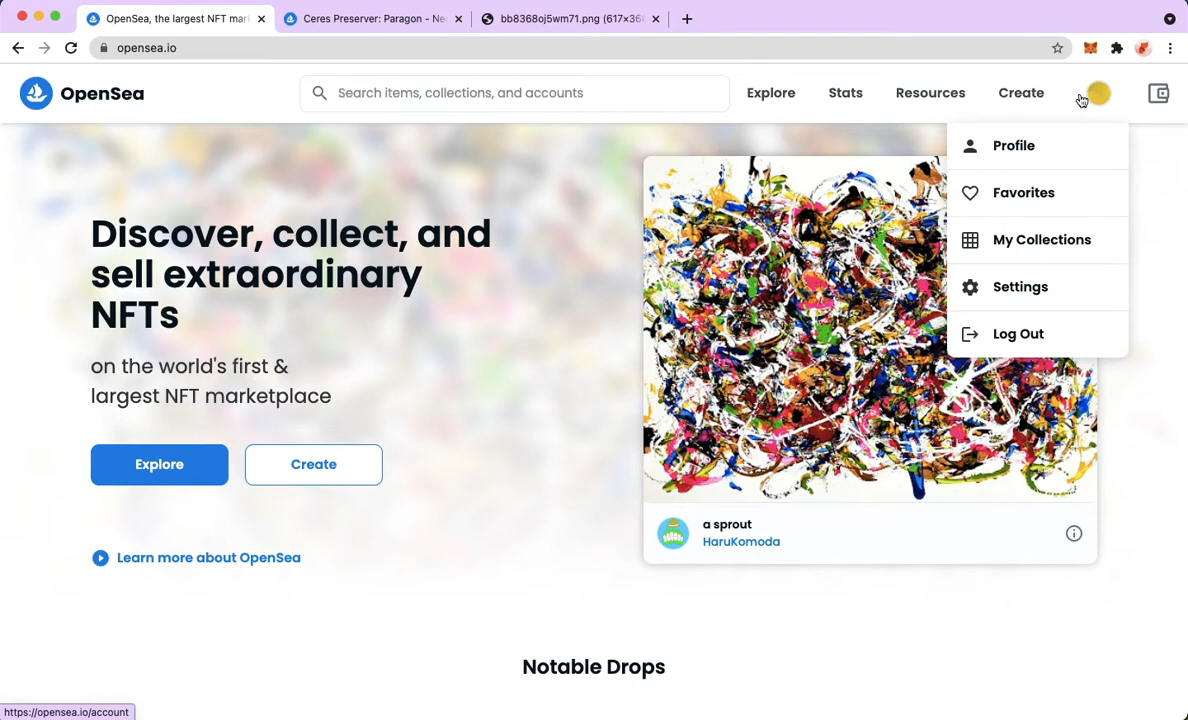 OpenSea, the largest NFT mar
Ceres Preserver: Paragon - Ne
bb8368oj5wm71.png (617×36
opensea.io
OpenSea
Search items, collections, and accounts
Explore
Stats
Resources
Create
Profile
Favorites
My Collections
Settings
Log Out
Discover, collect, and
sell extraordinary
NFTs
on the world's first &
largest NFT marketplace
Explore
Create
Learn more about OpenSea
a sprout
HaruKomoda
Notable Drops
https://opensea.io/account